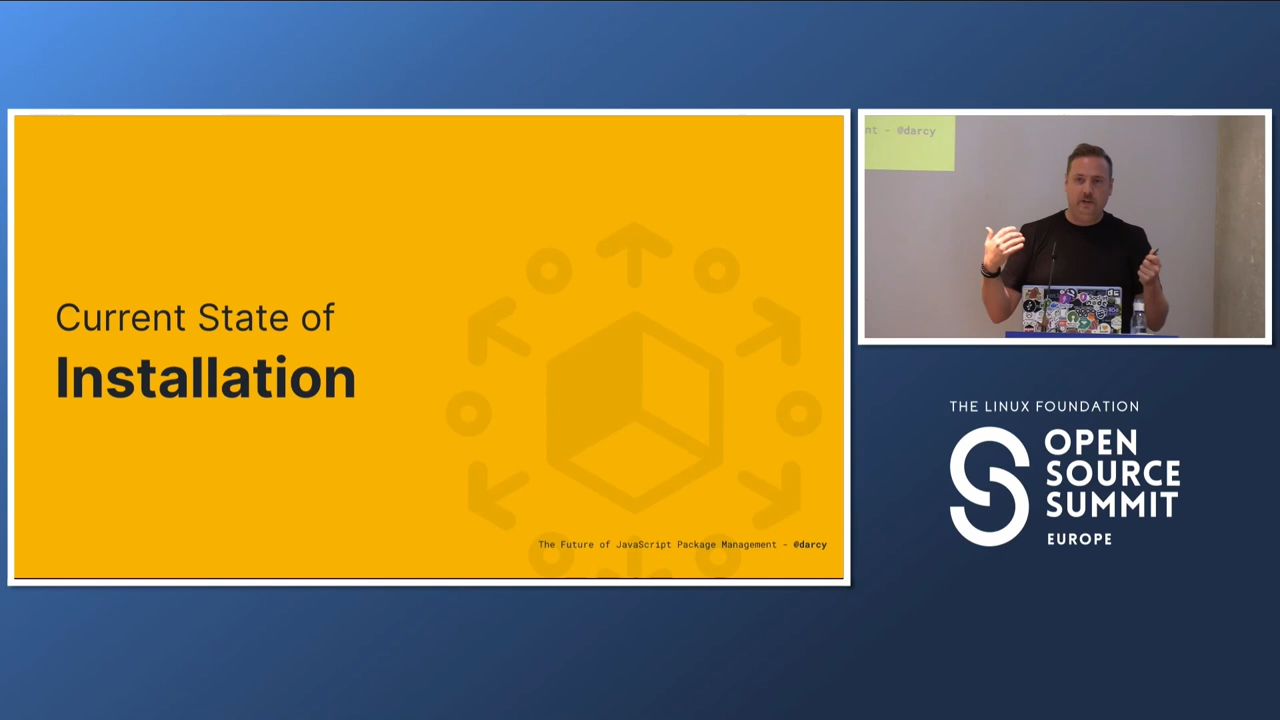 Current State of
Installation
The Future of JavaScript Package Management - @darcy
nt - @darcy
THE LINUX FOUNDATION
OPEN
SOURCE
SUMMIT
EUROPE